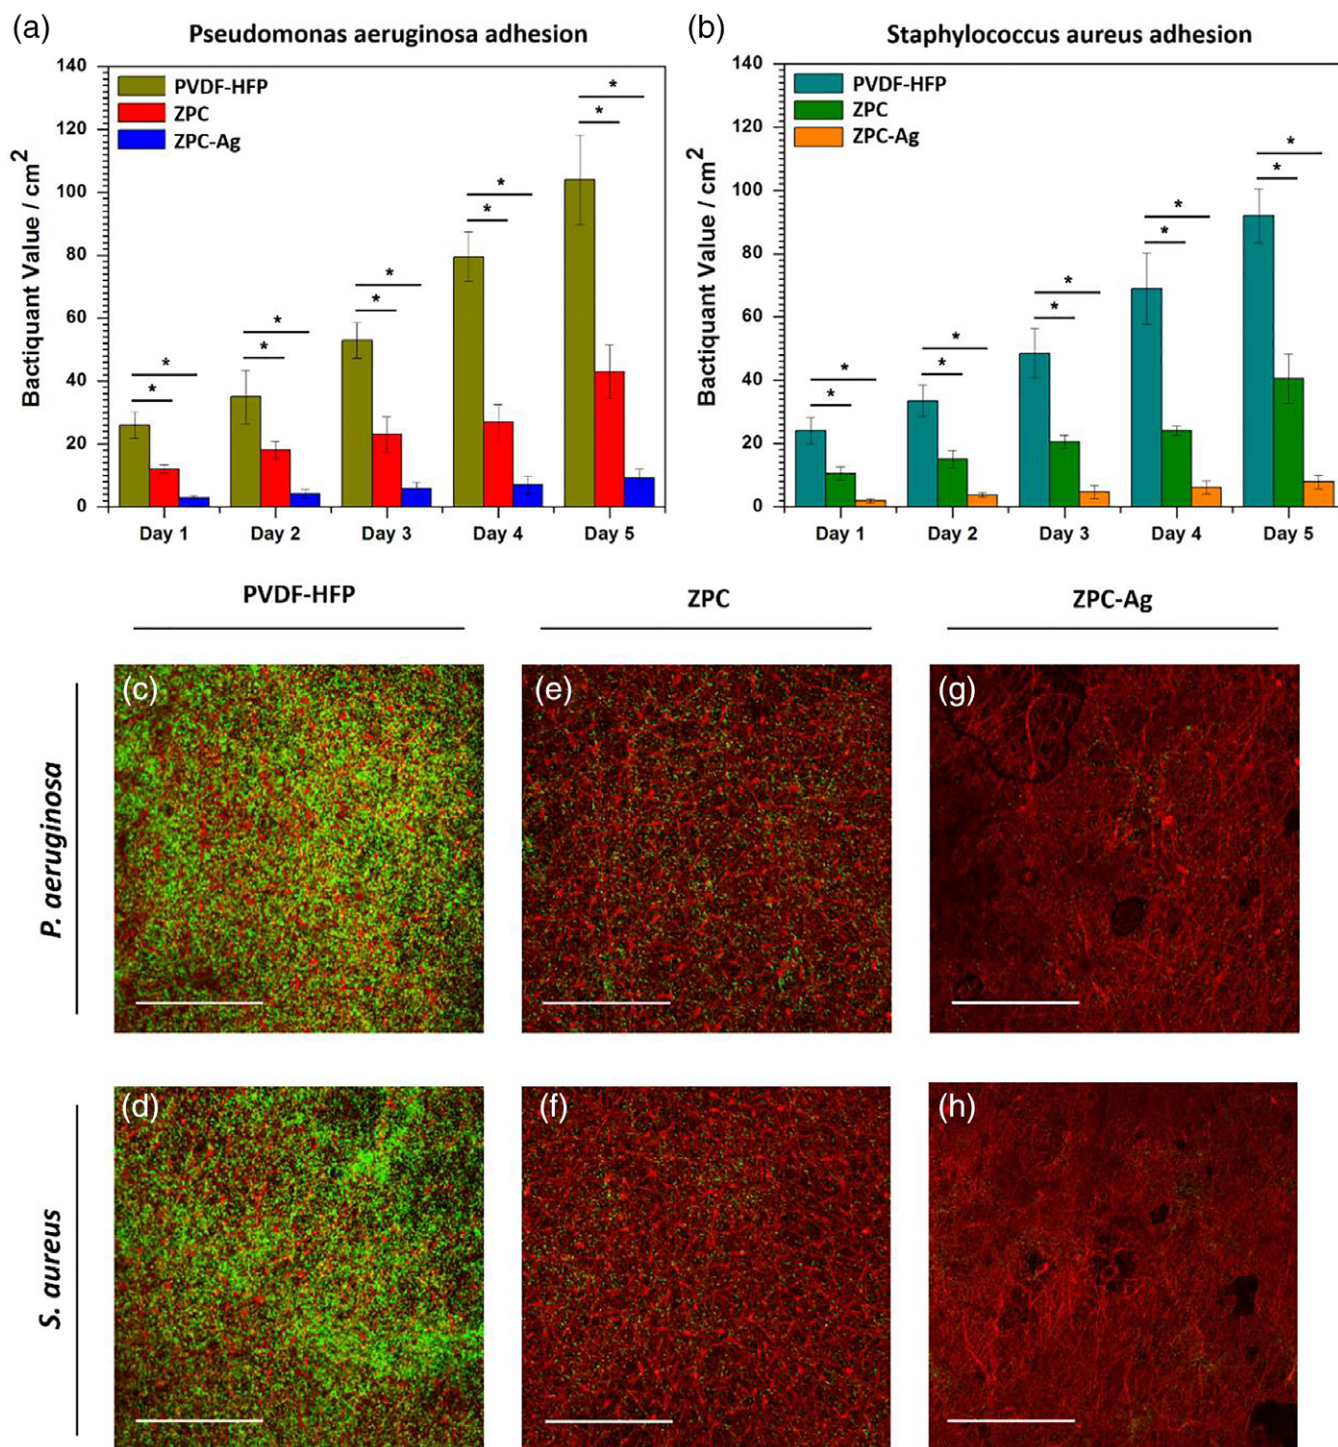 (a)
Pseudomonas aeruginosa adhesion
Bactiquant Value / cm²
140
120
100
80
60
40
20
0
PVDF-HFP
ZPC
ZPC-Ag
* * * * * * * * * *
Day 1 Day 2 Day 3 Day 4 Day 5
(b)
Staphylococcus aureus adhesion
Bactiquant Value / cm²
140
120
100
80
60
40
20
0
PVDF-HFP
ZPC
ZPC-Ag
* * * * * * * * * *
Day 1 Day 2 Day 3 Day 4 Day 5
PVDF-HFP ZPC ZPC-Ag
P. aeruginosa
(c) (e) (g)
S. aureus
(d) (f) (h)